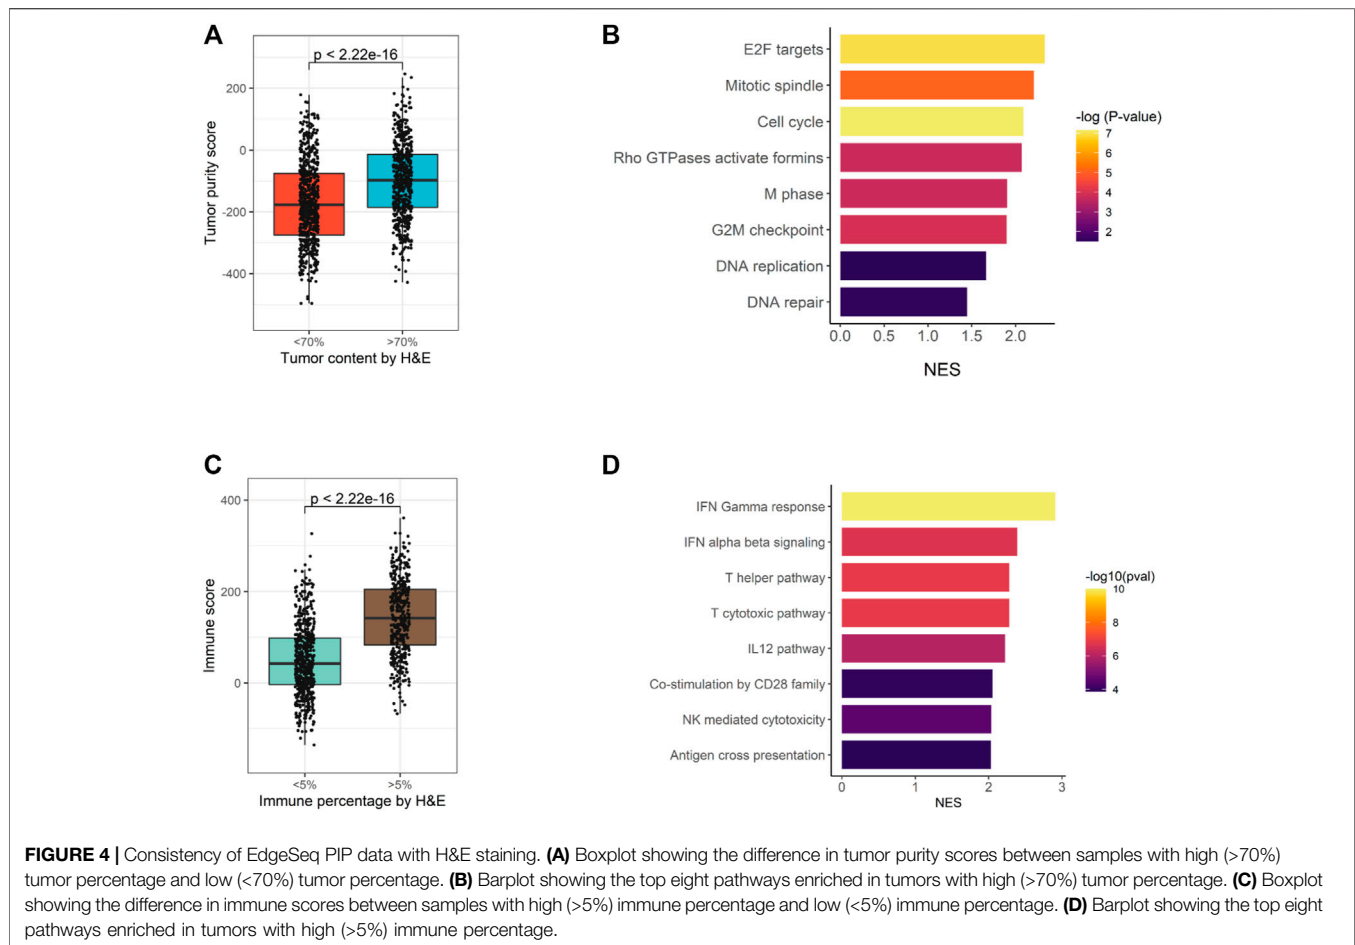 A
p < 2.22e-16
200
0
-200
-400
Tumor purity score
<70%
>70%
Tumor content by H&E
B
E2F targets
Mitotic spindle
Cell cycle
Rho GTPases activate formins
M phase
G2M checkpoint
DNA replication
DNA repair
0.0 0.5 1.0 1.5 2.0
NES
-log (P-value)
7
6
5
4
3
2
C
p < 2.22e-16
400
200
0
Immune score
<5%
>5%
Immune percentage by H&E
D
IFN Gamma response
IFN alpha beta signaling
T helper pathway
T cytotoxic pathway
IL12 pathway
Co-stimulation by CD28 family
NK mediated cytotoxicity
Antigen cross presentation
0 1 2 3
NES
-log10(pval)
10
8
6
4
FIGURE 4 | Consistency of EdgeSeq PIP data with H&E staining. (A) Boxplot showing the difference in tumor purity scores between samples with high (>70%)
tumor percentage and low (<70%) tumor percentage. (B) Barplot showing the top eight pathways enriched in tumors with high (>70%) tumor percentage. (C) Boxplot
showing the difference in immune scores between samples with high (>5%) immune percentage and low (<5%) immune percentage. (D) Barplot showing the top eight
pathways enriched in tumors with high (>5%) immune percentage.